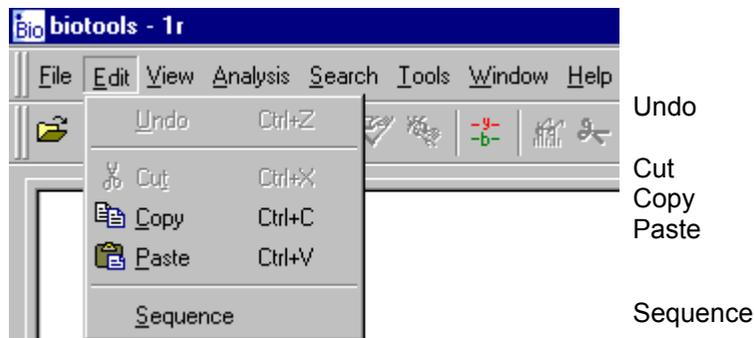 Bio biotools - 1r
File Edit View Analysis Search Tools Window Help
-y-
-b-
Undo Ctrl+Z
Cut Ctrl+X
Copy Ctrl+C
Paste Ctrl+V
Sequence
Undo
Cut
Copy
Paste
Sequence